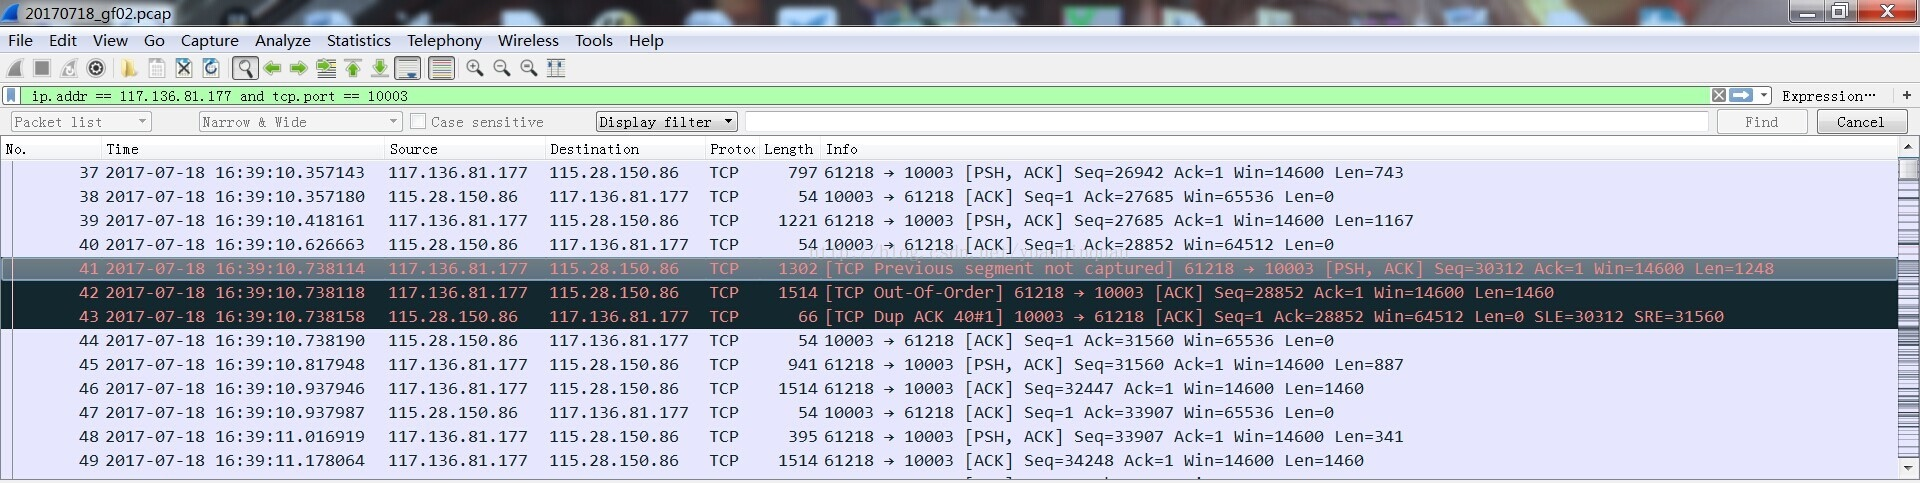 20170718_gf02.pcap
File Edit View Go Capture Analyze Statistics Telephony Wireless Tools Help
ip.addr == 117.136.81.177 and tcp.port == 10003 Expression… +
Packet list Narrow & Wide Case sensitive Display filter Find Cancel
No. Time Source Destination Protoc Length Info
37 2017-07-18 16:39:10.357143 117.136.81.177 115.28.150.86 TCP 797 61218 → 10003 [PSH, ACK] Seq=26942 Ack=1 Win=14600 Len=743
38 2017-07-18 16:39:10.357180 115.28.150.86 117.136.81.177 TCP 54 10003 → 61218 [ACK] Seq=1 Ack=27685 Win=65536 Len=0
39 2017-07-18 16:39:10.418161 117.136.81.177 115.28.150.86 TCP 1221 61218 → 10003 [PSH, ACK] Seq=27685 Ack=1 Win=14600 Len=1167
40 2017-07-18 16:39:10.626663 115.28.150.86 117.136.81.177 TCP 54 10003 → 61218 [ACK] Seq=1 Ack=28852 Win=64512 Len=0
41 2017-07-18 16:39:10.738114 117.136.81.177 115.28.150.86 TCP 1302 [TCP Previous segment not captured] 61218 → 10003 [PSH, ACK] Seq=30312 Ack=1 Win=14600 Len=1248
42 2017-07-18 16:39:10.738118 117.136.81.177 115.28.150.86 TCP 1514 [TCP Out-Of-Order] 61218 → 10003 [ACK] Seq=28852 Ack=1 Win=14600 Len=1460
43 2017-07-18 16:39:10.738158 115.28.150.86 117.136.81.177 TCP 66 [TCP Dup ACK 40#1] 10003 → 61218 [ACK] Seq=1 Ack=28852 Win=64512 Len=0 SLE=30312 SRE=31560
44 2017-07-18 16:39:10.738190 115.28.150.86 117.136.81.177 TCP 54 10003 → 61218 [ACK] Seq=1 Ack=31560 Win=65536 Len=0
45 2017-07-18 16:39:10.817948 117.136.81.177 115.28.150.86 TCP 941 61218 → 10003 [PSH, ACK] Seq=31560 Ack=1 Win=14600 Len=887
46 2017-07-18 16:39:10.937946 117.136.81.177 115.28.150.86 TCP 1514 61218 → 10003 [ACK] Seq=32447 Ack=1 Win=14600 Len=1460
47 2017-07-18 16:39:10.937987 115.28.150.86 117.136.81.177 TCP 54 10003 → 61218 [ACK] Seq=1 Ack=33907 Win=65536 Len=0
48 2017-07-18 16:39:11.016919 117.136.81.177 115.28.150.86 TCP 395 61218 → 10003 [PSH, ACK] Seq=33907 Ack=1 Win=14600 Len=341
49 2017-07-18 16:39:11.178064 117.136.81.177 115.28.150.86 TCP 1514 61218 → 10003 [ACK] Seq=34248 Ack=1 Win=14600 Len=1460